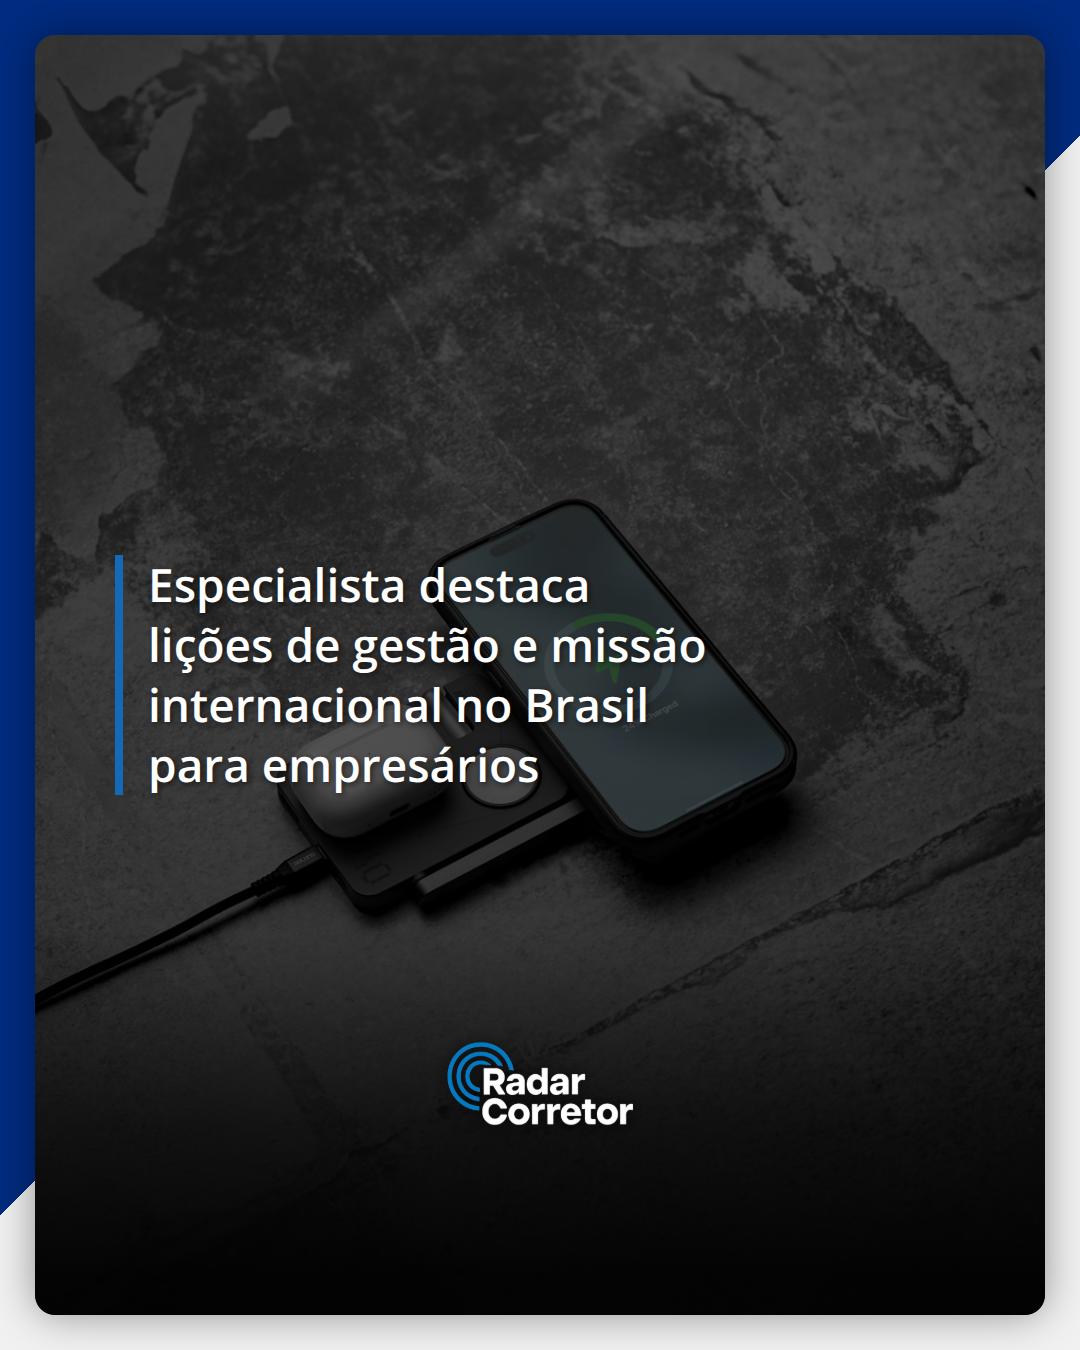 Especialista destaca
lições de gestão e missão
internacional no Brasil
para empresários
Radar
Corretor